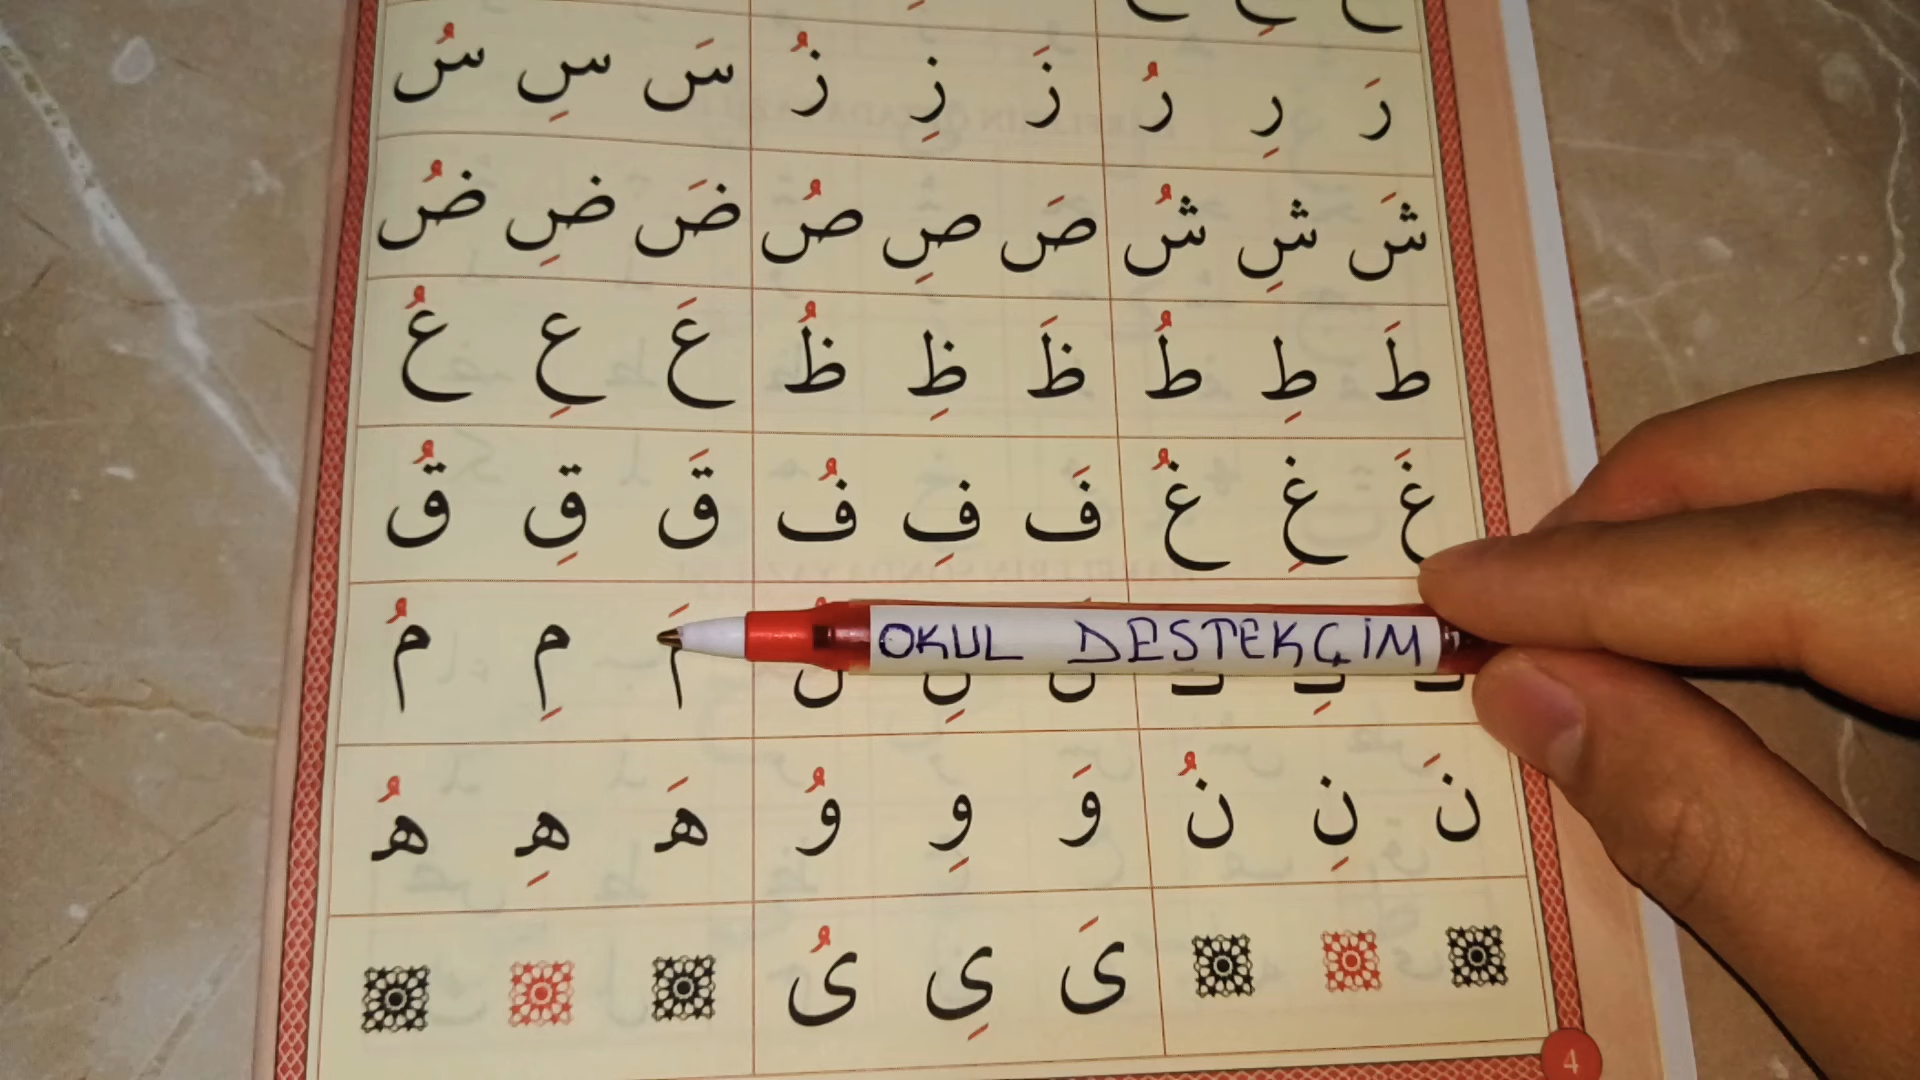 رَ رِ رُ زَ زِ زُ سَ سِ سُ
شَ شِ شُ صَ صِ صُ ضَ ضِ ضُ
طَ طِ طُ ظَ ظِ ظُ عَ عِ عُ
غَ غِ غُ فَ فِ فُ قَ قِ قُ
مَ مِ مُ
OKUL DESTEKÇİM
نَ نِ نُ وَ وِ وُ هَ هِ هُ
ىَ ىِ ىُ
4